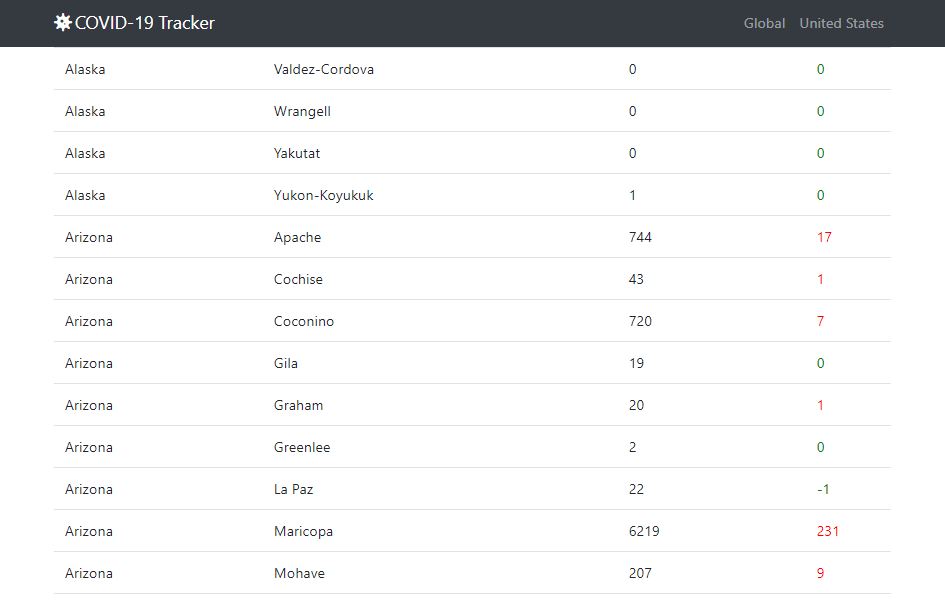 COVID-19 Tracker Global United States
Alaska Valdez-Cordova 0 0
Alaska Wrangell 0 0
Alaska Yakutat 0 0
Alaska Yukon-Koyukuk 1 0
Arizona Apache 744 17
Arizona Cochise 43 1
Arizona Coconino 720 7
Arizona Gila 19 0
Arizona Graham 20 1
Arizona Greenlee 2 0
Arizona La Paz 22 -1
Arizona Maricopa 6219 231
Arizona Mohave 207 9